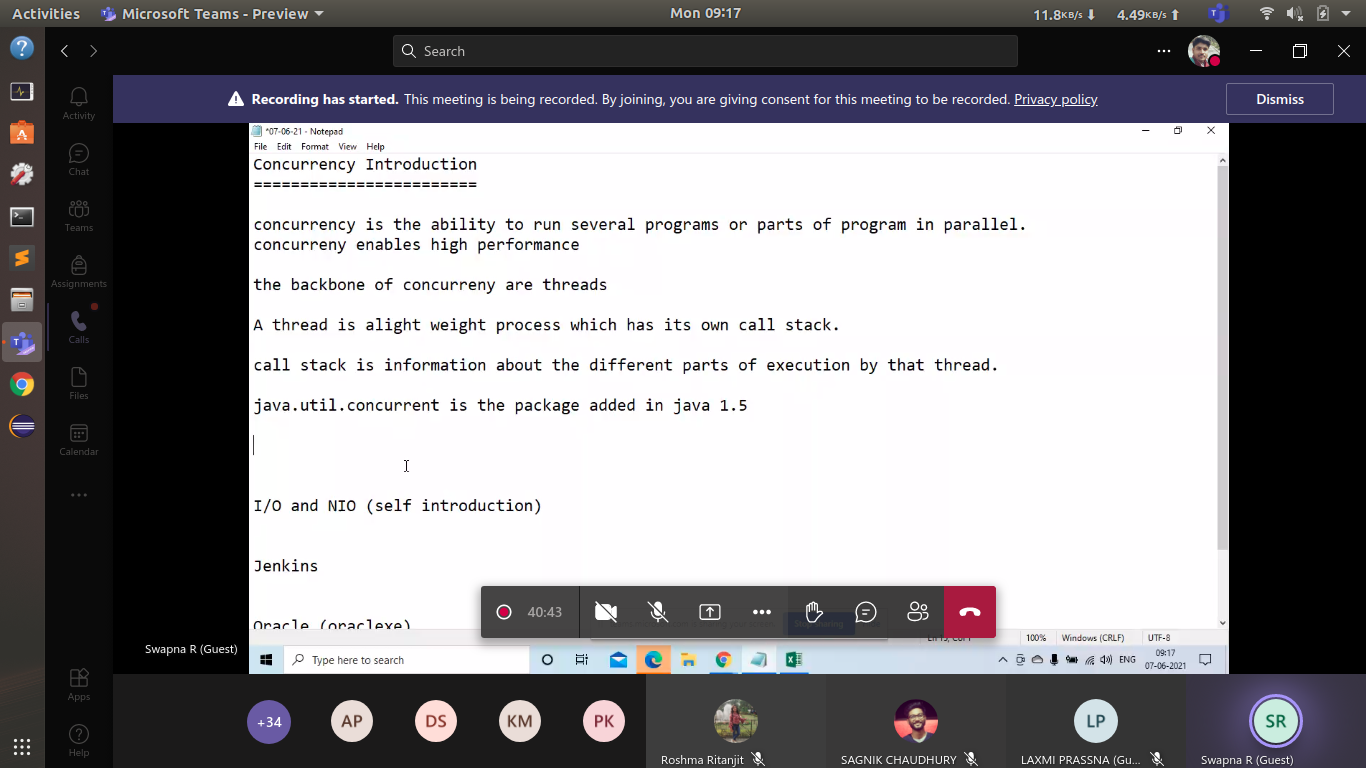 Activities
Microsoft Teams - Preview
Mon 09:17
11.8KB/s
4.49KB/s
Search
Activity
Chat
Teams
Assignments
Calls
Files
Calendar
Apps
Help
Recording has started. This meeting is being recorded. By joining, you are giving consent for this meeting to be recorded. Privacy policy
Dismiss
*07-06-21 - Notepad
File Edit Format View Help
Concurrency Introduction
========================
concurrency is the ability to run several programs or parts of program in parallel.
concurreny enables high performance
the backbone of concurreny are threads
A thread is alight weight process which has its own call stack.
call stack is information about the different parts of execution by that thread.
java.util.concurrent is the package added in java 1.5
I/O and NIO (self introduction)
Jenkins
Oracle (oraclexe)
40:43
100% Windows (CRLF) UTF-8
Swapna R (Guest)
Type here to search
ENG
09:17
07-06-2021
+34
AP
DS
KM
PK
LP
SR
Roshma Ritanjit
SAGNIK CHAUDHURY
LAXMI PRASSNA (Gu...
Swapna R (Guest)